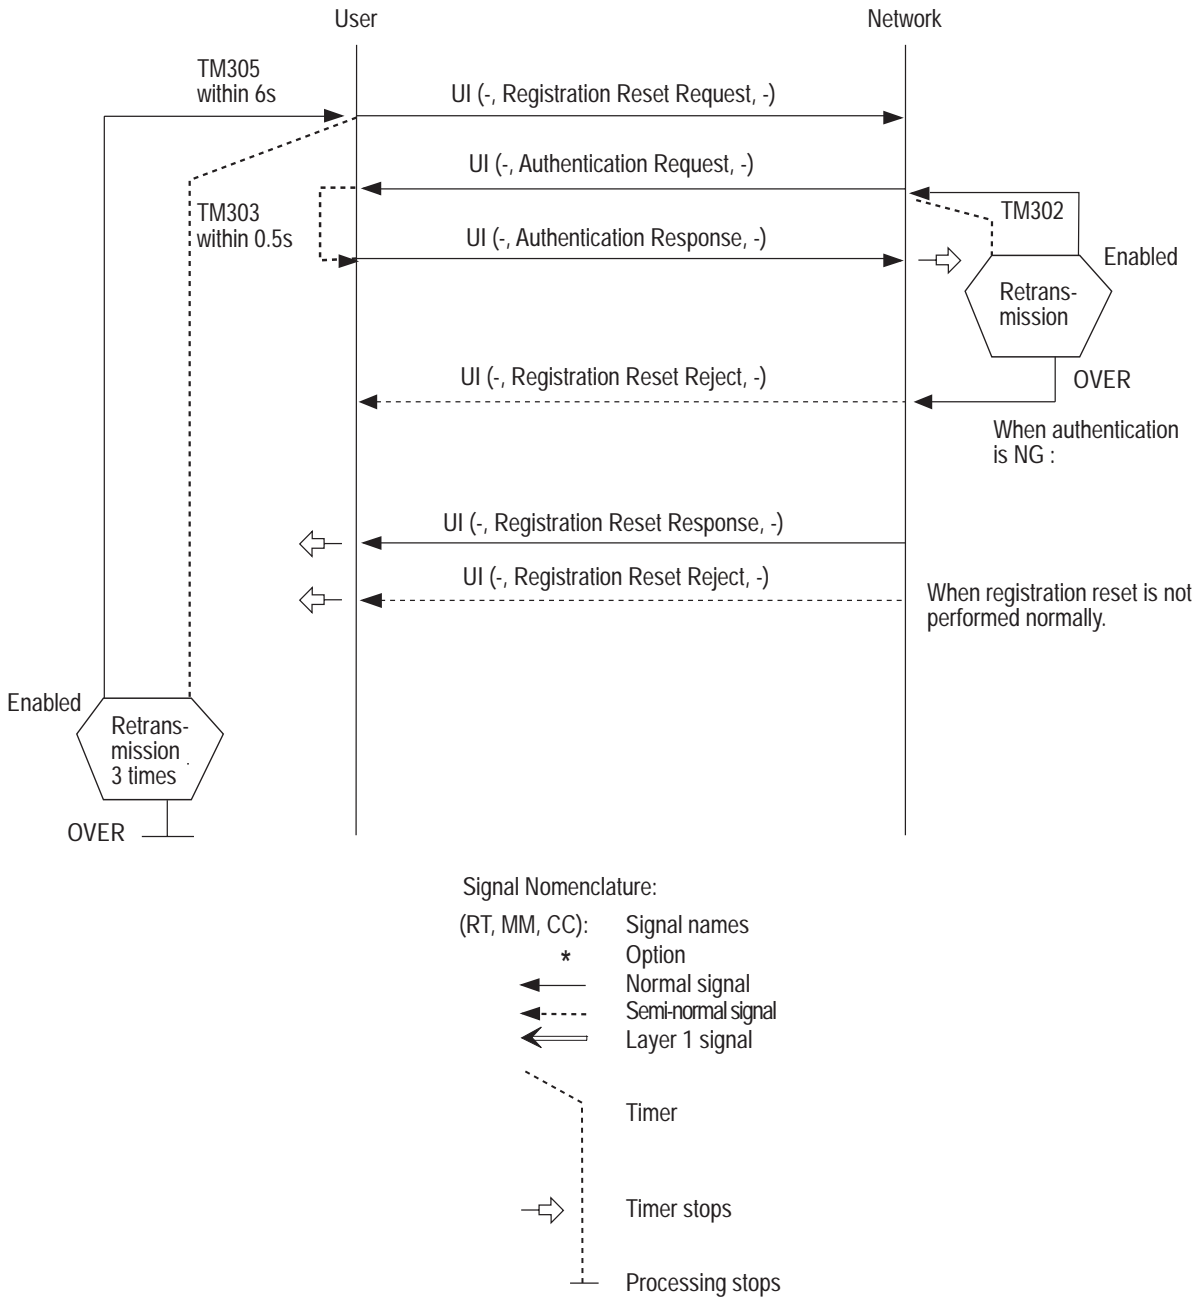 User
Network
TM305
within 6s
UI (-, Registration Reset Request, -)
UI (-, Authentication Request, -)
TM303
within 0.5s
TM302
UI (-, Authentication Response, -)
Enabled
Retrans-
mission
UI (-, Registration Reset Reject, -)
OVER
When authentication
is NG :
UI (-, Registration Reset Response, -)
UI (-, Registration Reset Reject, -)
When registration reset is not
performed normally.
Enabled
Retrans-
mission
3 times
OVER
Signal Nomenclature:
(RT, MM, CC): Signal names
* Option
Normal signal
Semi-normal signal
Layer 1 signal
Timer
Timer stops
Processing stops